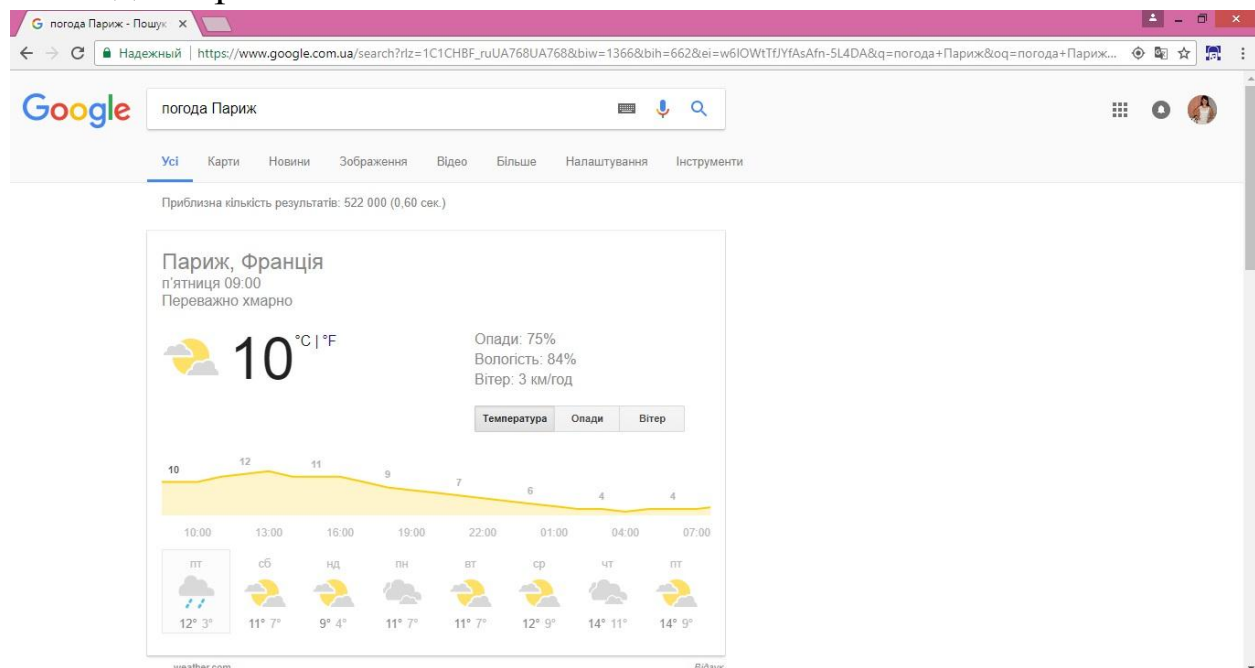 погода Париж - Пошук
Надежный | https://www.google.com.ua/search?rlz=1C1CHBF_ruUA768UA768&biw=1366&bih=662&ei=w6IOWtTfJYfAsAfn-5L4DA&q=погода+Париж&oq=погода+Париж...
Google
погода Париж
Усі Карти Новини Зображення Відео Більше Налаштування Інструменти
Приблизна кількість результатів: 522 000 (0,60 сек.)
Париж, Франція
п'ятниця 09:00
Переважно хмарно
10 °C | °F
Опади: 75%
Вологість: 84%
Вітер: 3 км/год
Температура Опади Вітер
10 12 11 9 7 6 4 4
10:00 13:00 16:00 19:00 22:00 01:00 04:00 07:00
пт сб нд пн вт ср чт пт
12° 3° 11° 7° 9° 4° 11° 7° 11° 7° 12° 9° 14° 11° 14° 9°
weather.com Відгук